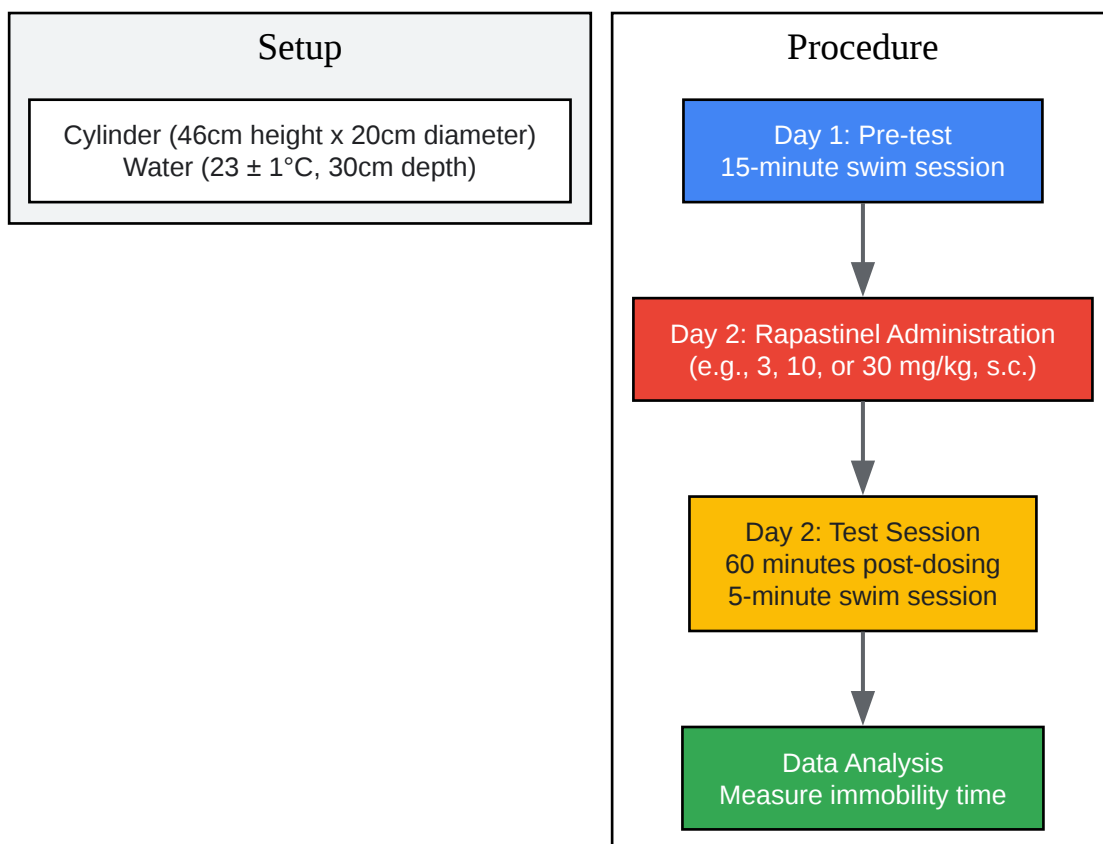 Setup
Cylinder (46cm height x 20cm diameter)
Water (23 ± 1°C, 30cm depth)
Procedure
Day 1: Pre-test
15-minute swim session
Day 2: Rapastinel Administration
(e.g., 3, 10, or 30 mg/kg, s.c.)
Day 2: Test Session
60 minutes post-dosing
5-minute swim session
Data Analysis
Measure immobility time